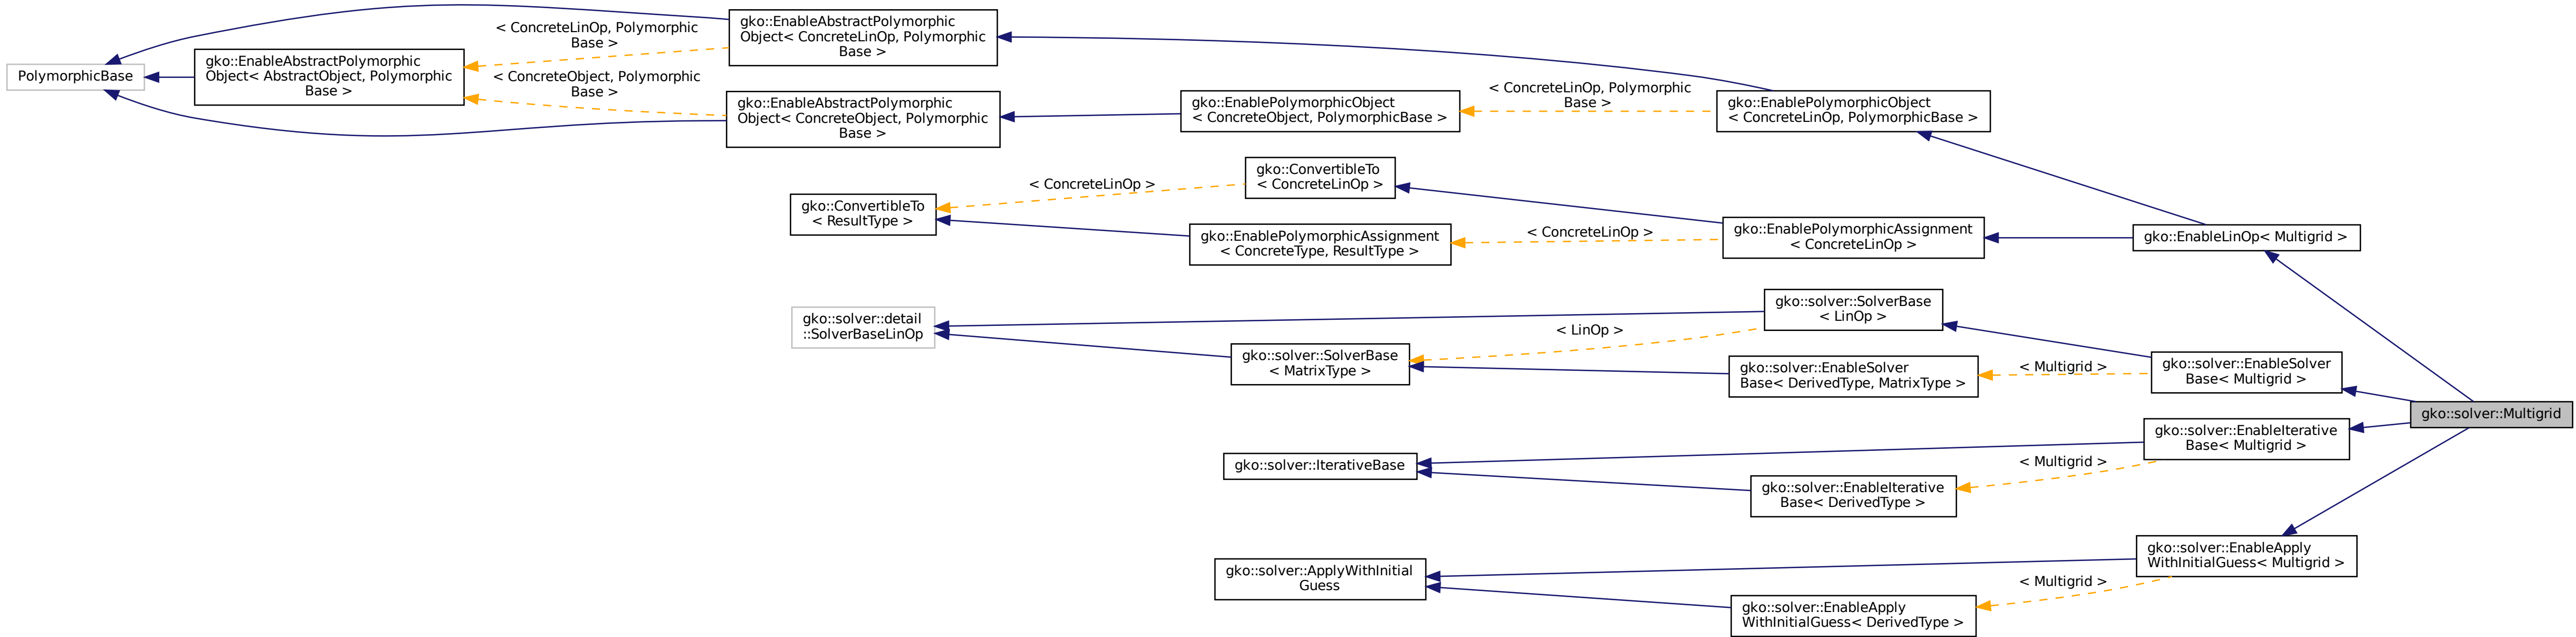 < ConcreteLinOp, Polymorphic
Base >
gko::EnableAbstractPolymorphic
Object< ConcreteLinOp, Polymorphic
Base >
PolymorphicBase
gko::EnableAbstractPolymorphic
Object< AbstractObject, Polymorphic
Base >
< ConcreteObject, Polymorphic
Base >
gko::EnableAbstractPolymorphic
Object< ConcreteObject, Polymorphic
Base >
gko::EnablePolymorphicObject
< ConcreteObject, PolymorphicBase >
< ConcreteLinOp, Polymorphic
Base >
gko::EnablePolymorphicObject
< ConcreteLinOp, PolymorphicBase >
gko::ConvertibleTo
< ResultType >
< ConcreteLinOp >
gko::ConvertibleTo
< ConcreteLinOp >
gko::EnablePolymorphicAssignment
< ConcreteType, ResultType >
< ConcreteLinOp >
gko::EnablePolymorphicAssignment
< ConcreteLinOp >
gko::EnableLinOp< Multigrid >
gko::solver::detail
::SolverBaseLinOp
gko::solver::SolverBase
< MatrixType >
< LinOp >
gko::solver::SolverBase
< LinOp >
gko::solver::EnableSolver
Base< DerivedType, MatrixType >
< Multigrid >
gko::solver::EnableSolver
Base< Multigrid >
gko::solver::Multigrid
gko::solver::IterativeBase
gko::solver::EnableIterative
Base< DerivedType >
< Multigrid >
gko::solver::EnableIterative
Base< Multigrid >
gko::solver::ApplyWithInitial
Guess
gko::solver::EnableApply
WithInitialGuess< DerivedType >
< Multigrid >
gko::solver::EnableApply
WithInitialGuess< Multigrid >